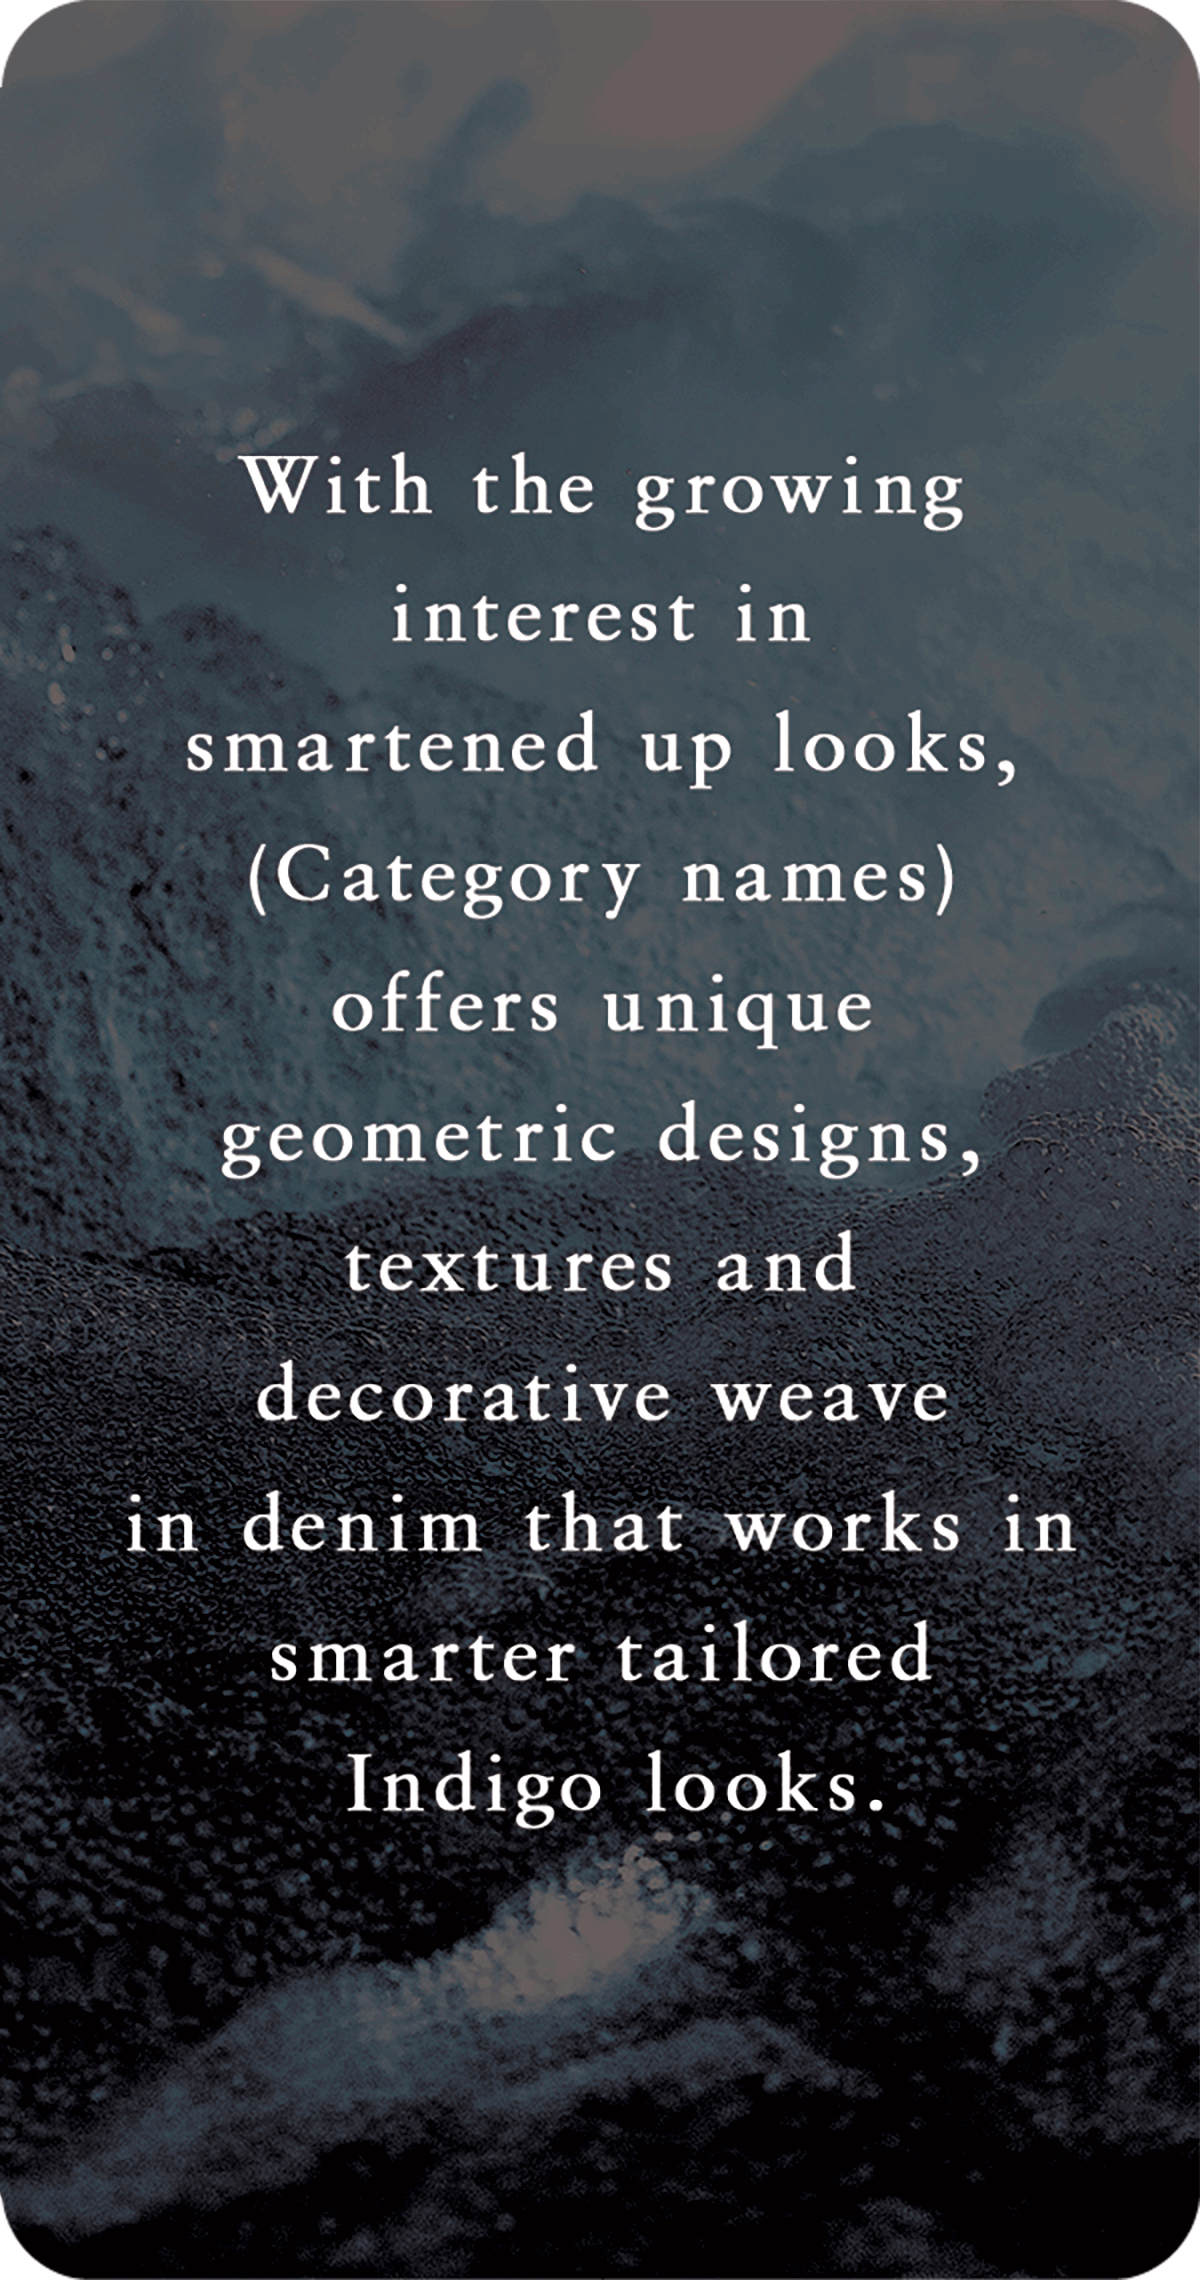 With the growing
interest in
smartened up looks,
(Category names)
offers unique
geometric designs,
textures and
decorative weave
in denim that works in
smarter tailored
Indigo looks.